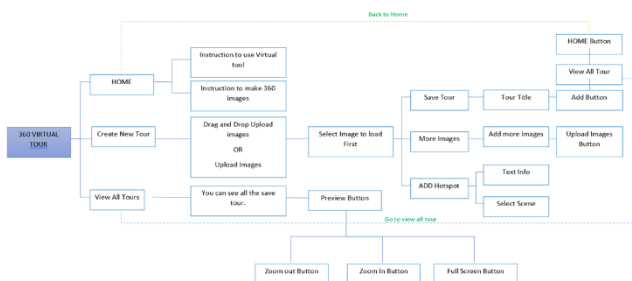 Back to Home
HOME Button
Instruction to use Virtual
tool
View All Tour
HOME
Instruction to make 360
images
Save Tour
Tour Title
Add Button
Drag and Drop Upload
images
OR
Upload Images
360 VIRTUAL
TOUR
Create New Tour
Select Image to load
First
More Images
Add more Images
Upload Images
Button
Text Info
ADD Hotspot
View All Tours
You can see all the save
tour.
Preview Button
Select Scene
Go to view all tour
Zoom out Button
Zoom In Button
Full Screen Button